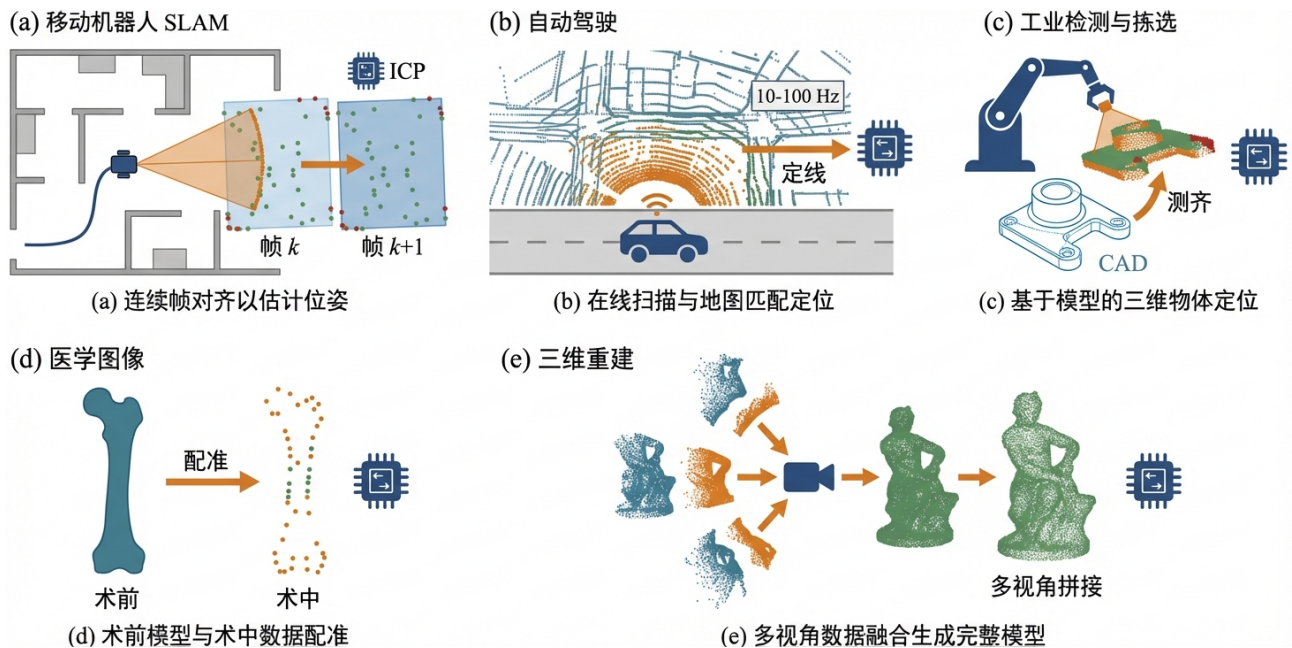 (a) 移动机器人 SLAM
ICP
帧 k
帧 k+1
(a) 连续帧对齐以估计位姿
(b) 自动驾驶
10-100 Hz
定线
(b) 在线扫描与地图匹配定位
(c) 工业检测与拣选
测齐
CAD
(c) 基于模型的三维物体定位
(d) 医学图像
配准
术前
术中
(d) 术前模型与术中数据配准
(e) 三维重建
多视角拼接
(e) 多视角数据融合生成完整模型